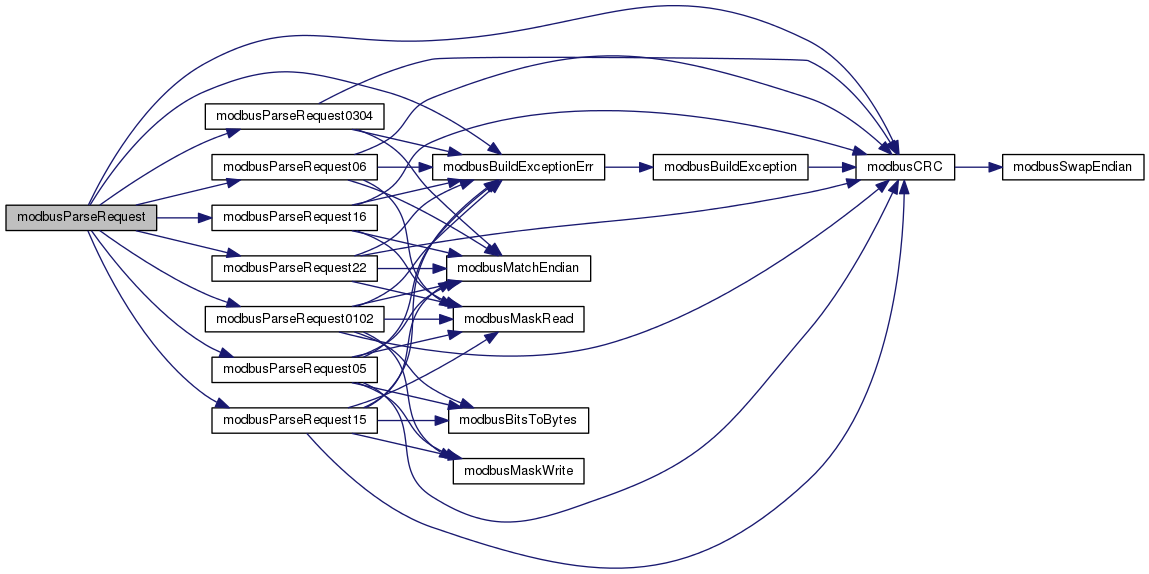 modbusParseRequest
modbusParseRequest0304
modbusParseRequest06
modbusParseRequest16
modbusParseRequest22
modbusParseRequest0102
modbusParseRequest05
modbusParseRequest15
modbusBuildExceptionErr
modbusMatchEndian
modbusMaskRead
modbusBitsToBytes
modbusMaskWrite
modbusBuildException
modbusCRC
modbusSwapEndian